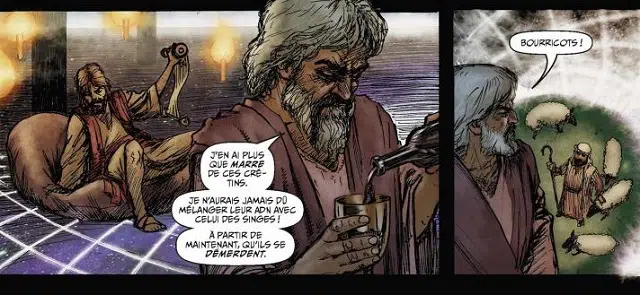 J'EN AI PLUS
QUE MARRE
DE CES CRÉ-
TINS.
JE N'AURAIS JAMAIS DÛ
MÉLANGER LEUR ADN AVEC
CELUI DES SINGES !
À PARTIR DE
MAINTENANT, QU'ILS SE
DÉMERDENT.
BOURRICOTS !